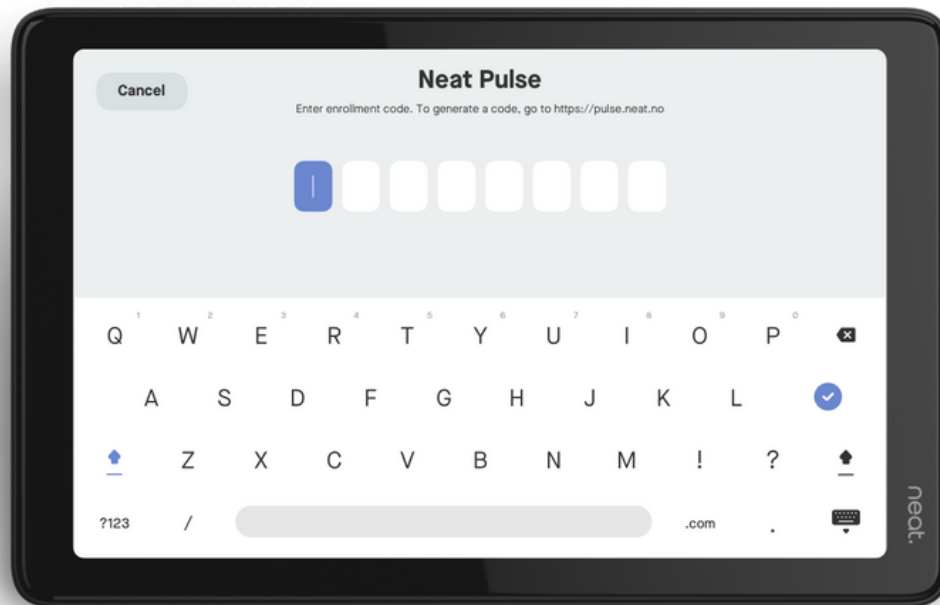 Neat Pulse
Cancel
Enter enrollment code. To generate a code, go to https://pulse.neat.no
1 2 3 4 5 6 7 8 9 0
Q W E R T Y U I O P
A S D F G H J K L
Z X C V B N M ! ?
?123 / .com .
neat.